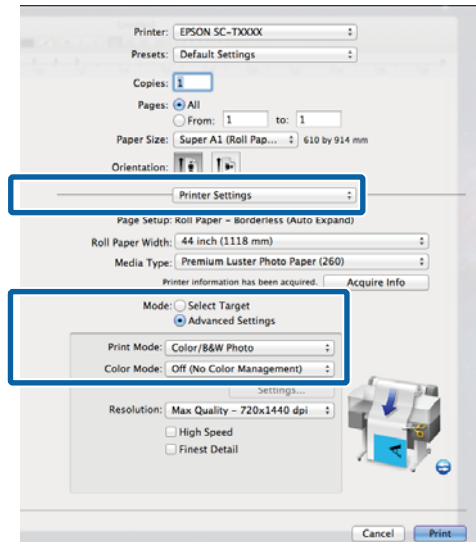 Printer: EPSON SC-TXXXX
Presets: Default Settings
Copies: 1
Pages: All
From: 1 to: 1
Paper Size: Super A1 (Roll Pap... 610 by 914 mm
Orientation:
Printer Settings
Page Setup: Roll Paper - Borderless (Auto Expand)
Roll Paper Width: 44 inch (1118 mm)
Media Type: Premium Luster Photo Paper (260)
Printer information has been acquired. Acquire Info
Mode: Select Target
Advanced Settings
Print Mode: Color/B&W Photo
Color Mode: Off (No Color Management)
Settings...
Resolution: Max Quality - 720x1440 dpi
High Speed
Finest Detail
Cancel Print